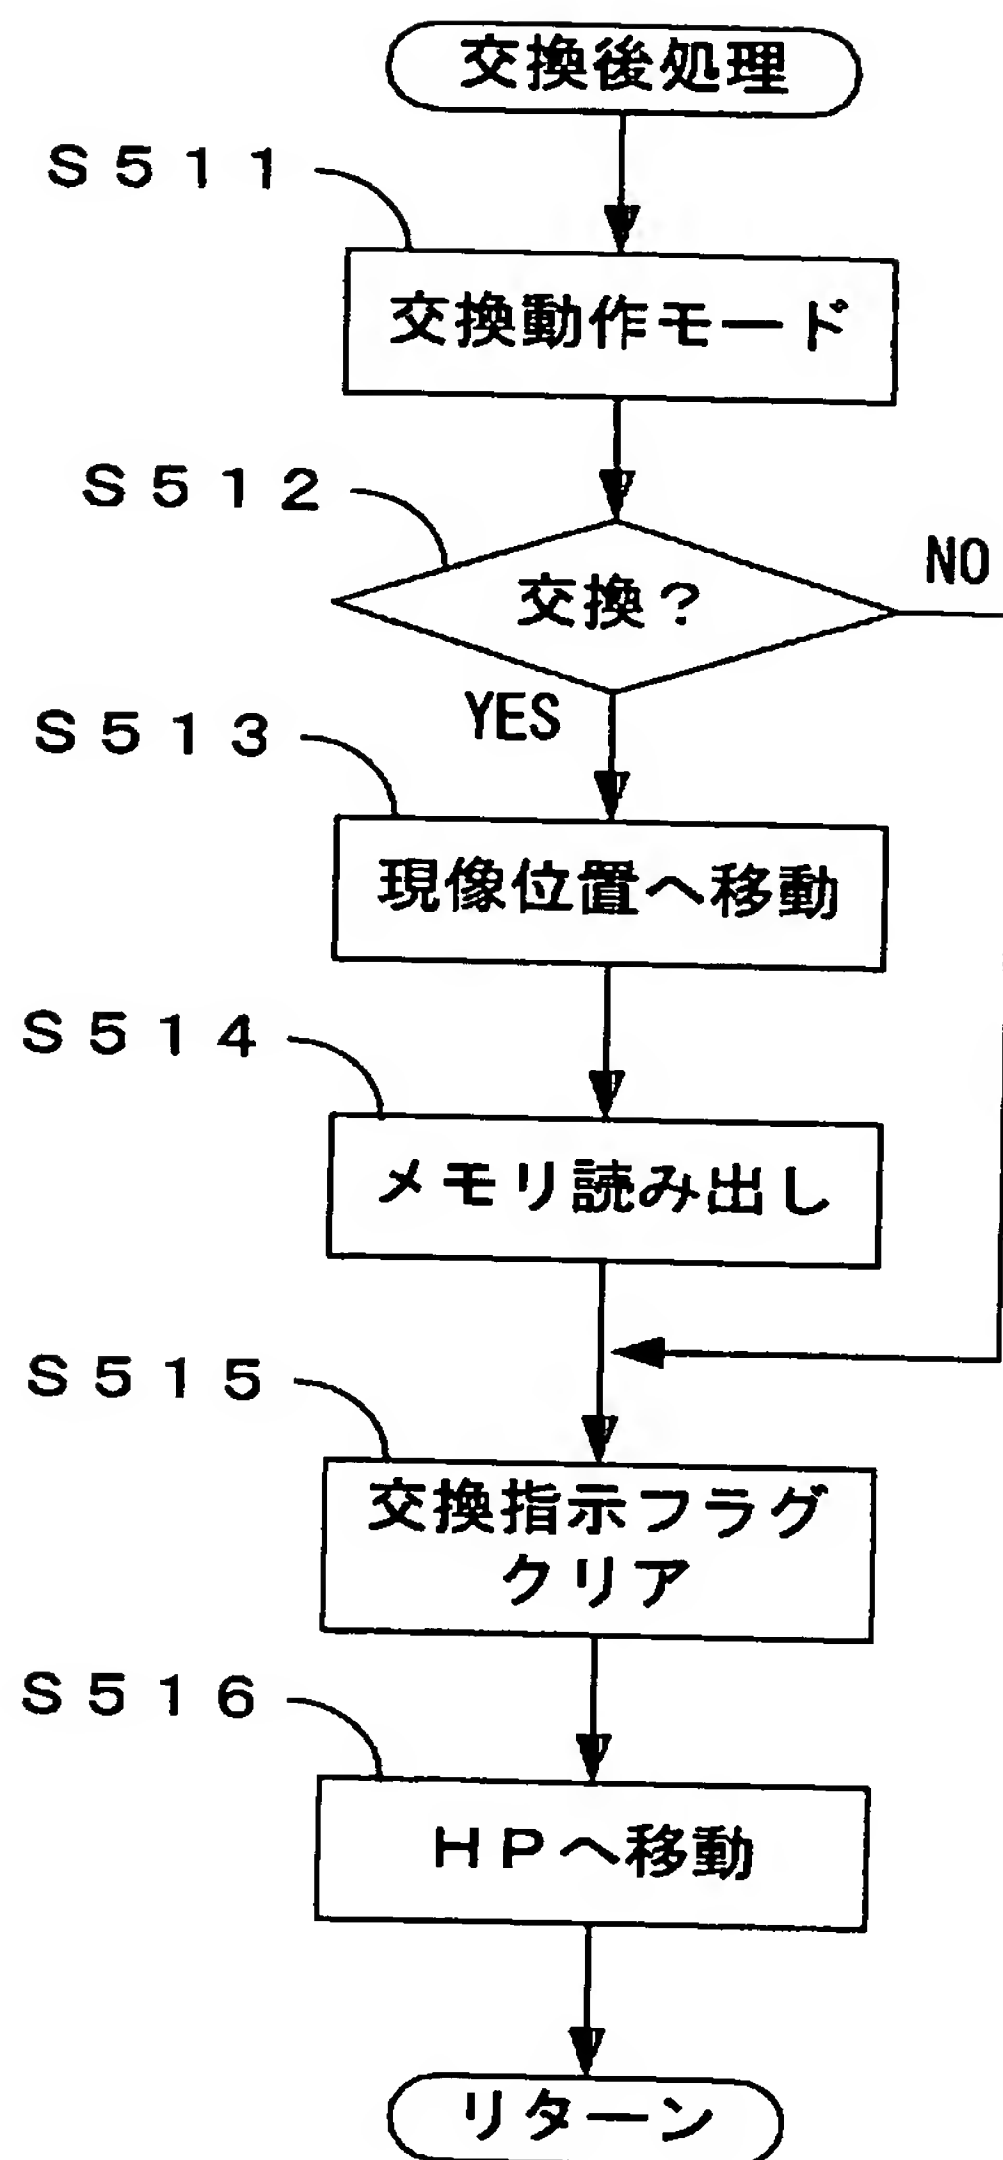 交換後処理
S511
交換動作モード
S512
交換?
NO
YES
S513
現像位置へ移動
S514
メモリ読み出し
S515
交換指示フラグ
クリア
S516
HPへ移動
リターン